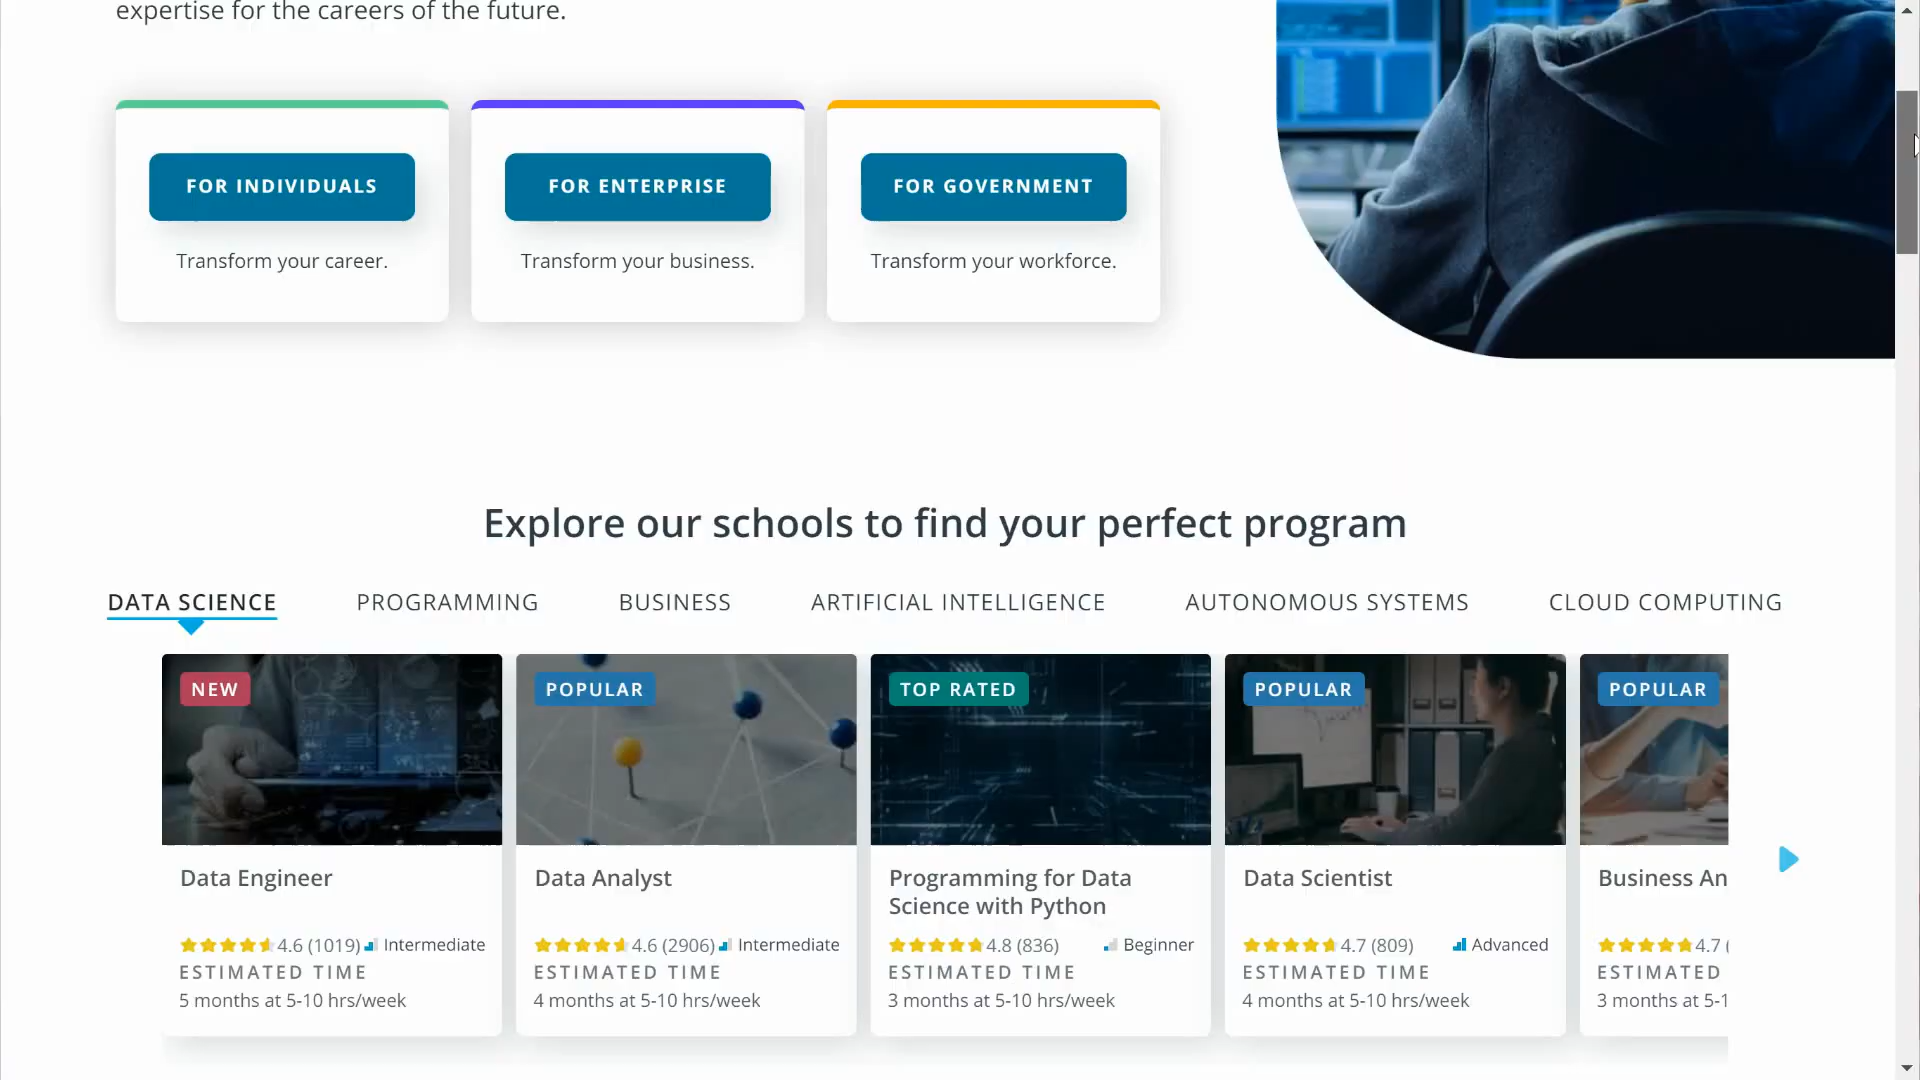 expertise for the careers of the future.
FOR INDIVIDUALS
Transform your career.
FOR ENTERPRISE
Transform your business.
FOR GOVERNMENT
Transform your workforce.
Explore our schools to find your perfect program
DATA SCIENCE
PROGRAMMING
BUSINESS
ARTIFICIAL INTELLIGENCE
AUTONOMOUS SYSTEMS
CLOUD COMPUTING
NEW
Data Engineer
4.6 (1019) Intermediate
ESTIMATED TIME
5 months at 5-10 hrs/week
POPULAR
Data Analyst
4.6 (2906) Intermediate
ESTIMATED TIME
4 months at 5-10 hrs/week
TOP RATED
Programming for Data
Science with Python
4.8 (836) Beginner
ESTIMATED TIME
3 months at 5-10 hrs/week
POPULAR
Data Scientist
4.7 (809) Advanced
ESTIMATED TIME
4 months at 5-10 hrs/week
POPULAR
Business An
4.7 (
ESTIMATED
3 months at 5-1